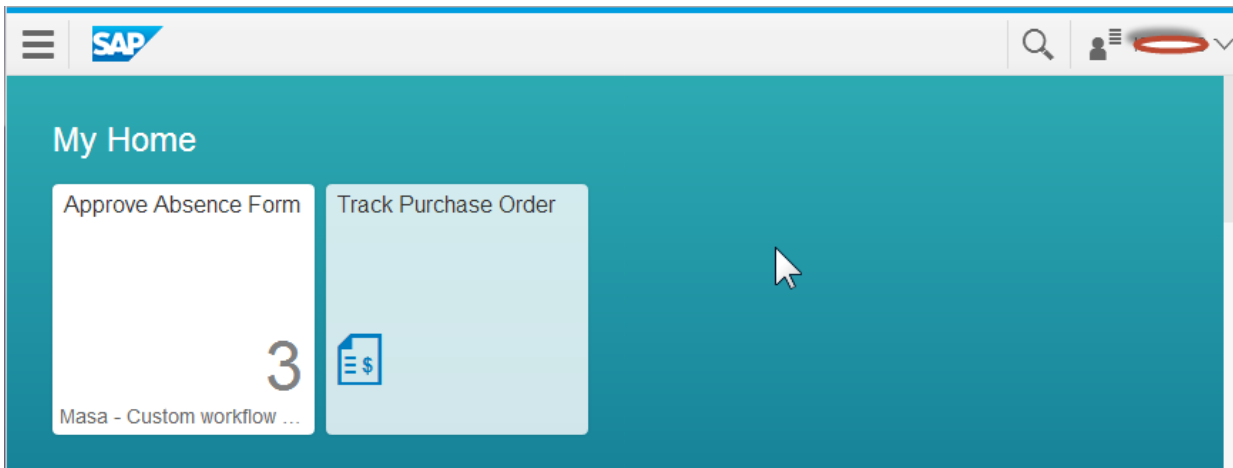 SAP
My Home
Approve Absence Form
Track Purchase Order
3
$
Masa - Custom workflow ...